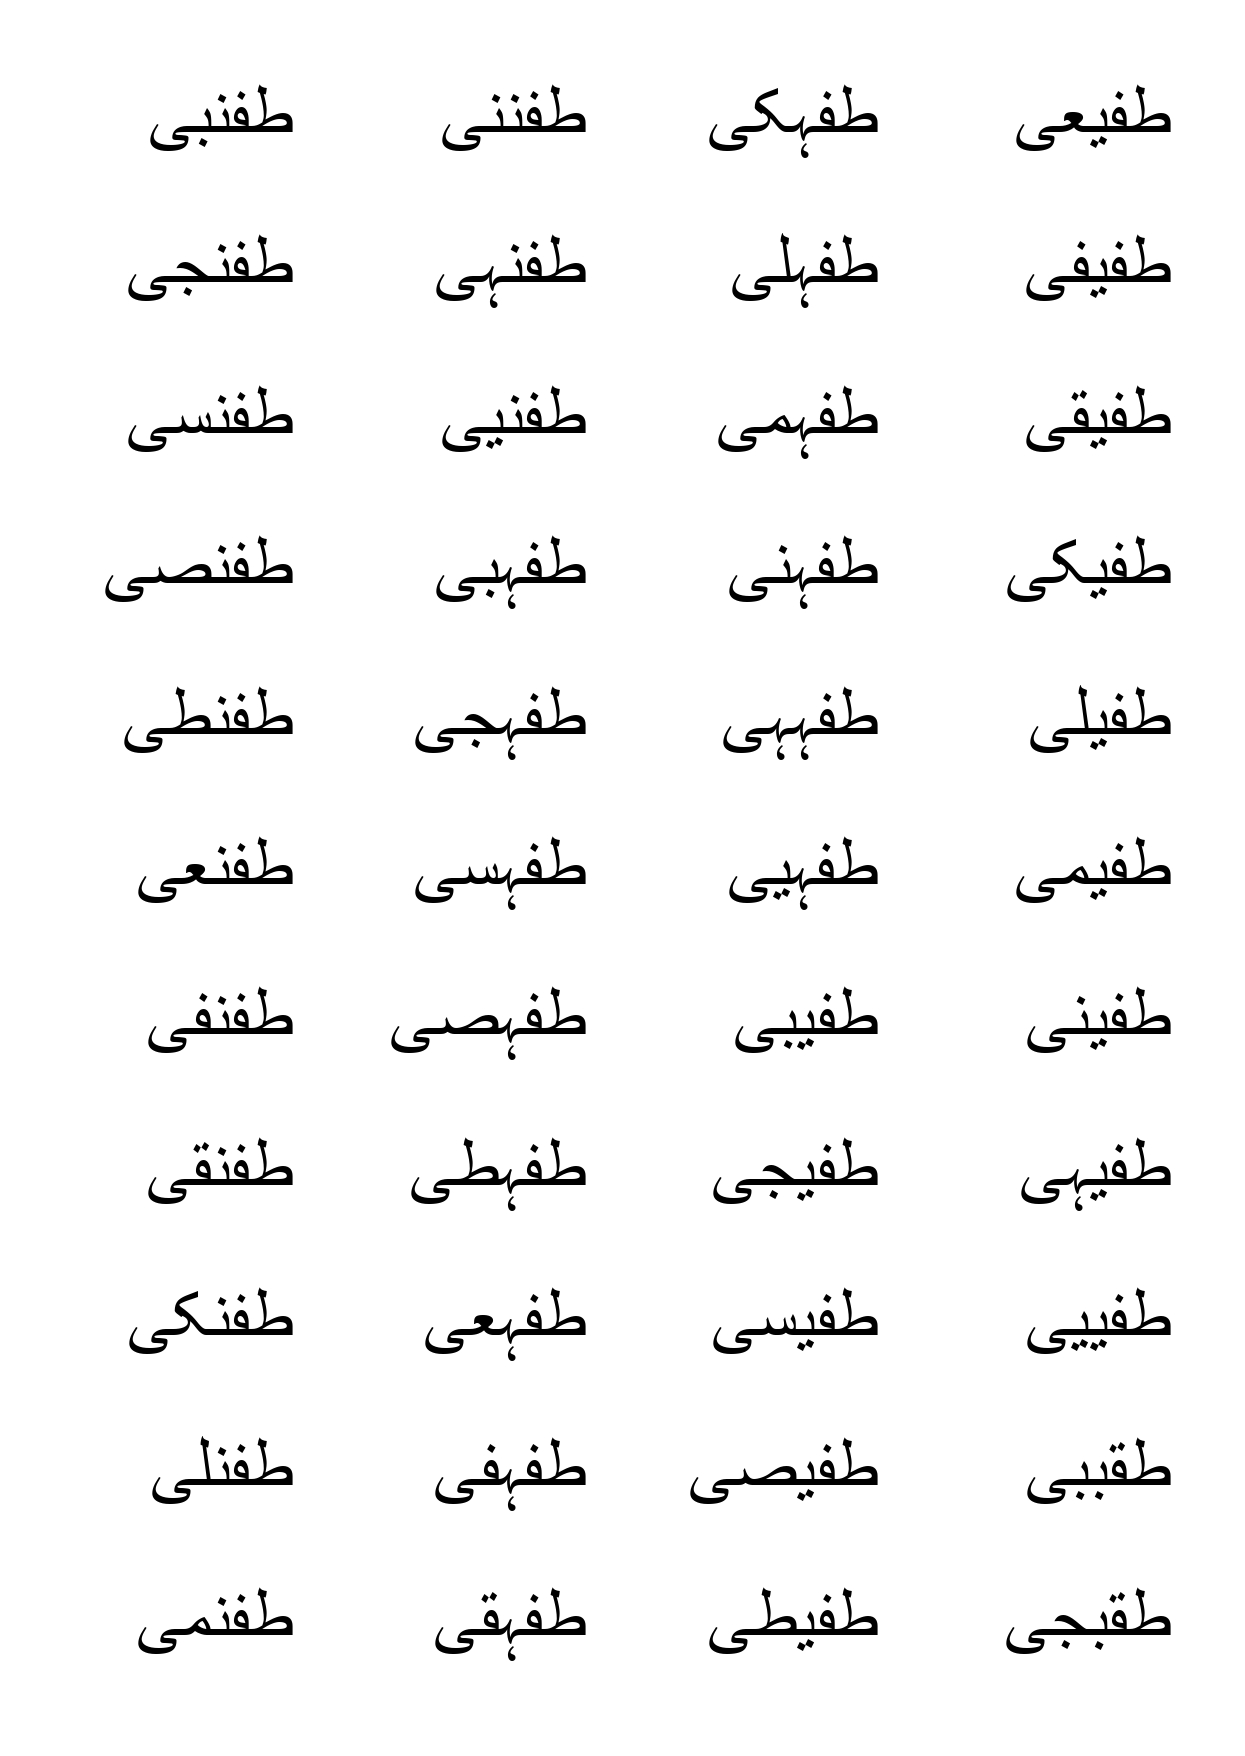 طفیعی طفہکی طفننی طفنبی
طفیفی طفہلی طفنہی طفنجی
طفیقی طفہمی طفنیی طفنسی
طفیکی طفہنی طفہبی طفنصی
طفیلی طفہہی طفہجی طفنطی
طفیمی طفہیی طفہسی طفنعی
طفینی طفیبی طفہصی طفنفی
طفیہی طفیجی طفہطی طفنقی
طفییی طفیسی طفہعی طفنکی
طقببی طفیصی طفہفی طفنلی
طقبجی طفیطی طفہقی طفنمی